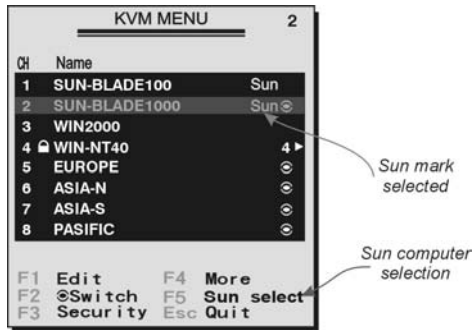 KVM MENU 2
CH Name
1 SUN-BLADE100 Sun
2 SUN-BLADE1000 Sun
3 WIN2000
4 WIN-NT40 4
5 EUROPE
6 ASIA-N
7 ASIA-S
8 PASIFIC
Sun mark
selected
Sun computer
selection
F1 Edit F4 More
F2 Switch F5 Sun select
F3 Security Esc Quit